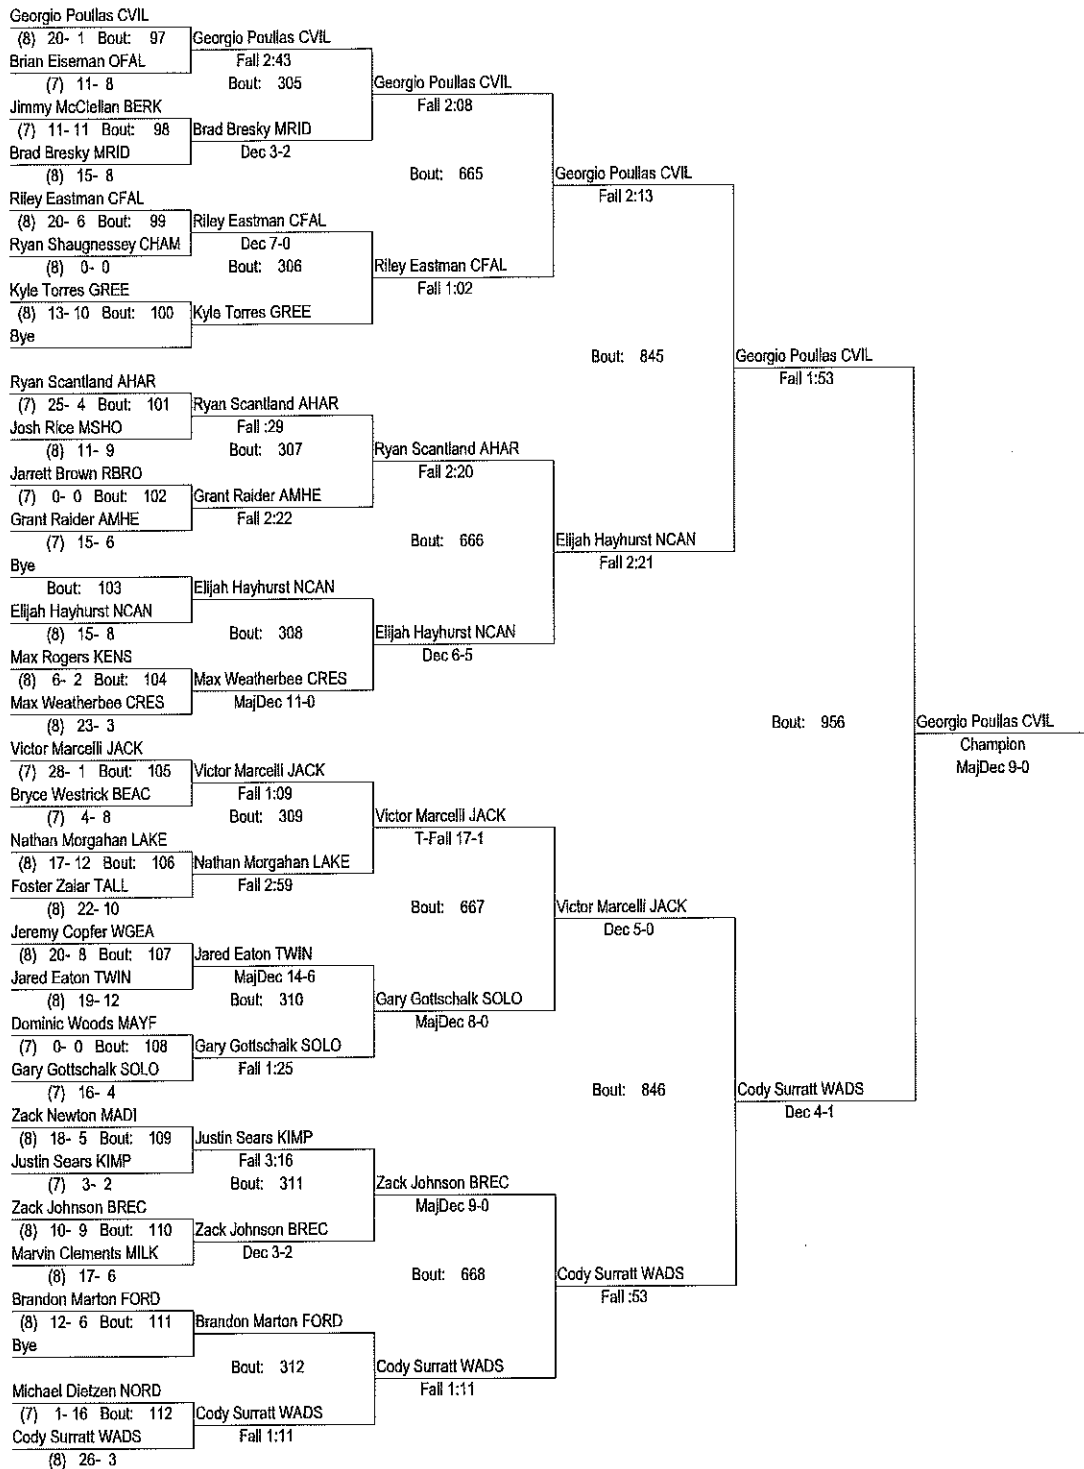 Georgio Poullas CVIL
(8) 20- 1 Bout: 97
Brian Eiseman OFAL
(7) 11- 8
Georgio Poullas CVIL
Fall 2:43
Bout: 305
Jimmy McClellan BERK
(7) 11- 11 Bout: 98
Brad Bresky MRID
(8) 15- 8
Brad Bresky MRID
Dec 3-2
Georgio Poullas CVIL
Fall 2:08
Bout: 665
Riley Eastman CFAL
(8) 20- 6 Bout: 99
Ryan Shaugnessey CHAM
(8) 0- 0
Riley Eastman CFAL
Dec 7-0
Bout: 306
Kyle Torres GREE
(8) 13- 10 Bout: 100
Bye
Kyle Torres GREE
Riley Eastman CFAL
Fall 1:02
Georgio Poullas CVIL
Fall 2:13
Bout: 845
Ryan Scantland AHAR
(7) 25- 4 Bout: 101
Josh Rice MSHO
(8) 11- 9
Ryan Scantland AHAR
Fall :29
Bout: 307
Jarrett Brown RBRO
(7) 0- 0 Bout: 102
Grant Raider AMHE
(7) 15- 6
Grant Raider AMHE
Fall 2:22
Ryan Scantland AHAR
Fall 2:20
Bout: 666
Bye
Bout: 103
Elijah Hayhurst NCAN
(8) 15- 8
Elijah Hayhurst NCAN
Bout: 308
Max Rogers KENS
(8) 6- 2 Bout: 104
Max Weatherbee CRES
(8) 23- 3
Max Weatherbee CRES
MajDec 11-0
Elijah Hayhurst NCAN
Dec 6-5
Elijah Hayhurst NCAN
Fall 2:21
Georgio Poullas CVIL
Fall 1:53
Bout: 956
Georgio Poullas CVIL
Champion
MajDec 9-0
Victor Marcelli JACK
(7) 28- 1 Bout: 105
Bryce Westrick BEAC
(7) 4- 8
Victor Marcelli JACK
Fall 1:09
Bout: 309
Nathan Morgahan LAKE
(8) 17- 12 Bout: 106
Foster Zalar TALL
(8) 22- 10
Nathan Morgahan LAKE
Fall 2:59
Victor Marcelli JACK
T-Fall 17-1
Bout: 667
Jeremy Copfer WGEA
(8) 20- 8 Bout: 107
Jared Eaton TWIN
(8) 19- 12
Jared Eaton TWIN
MajDec 14-6
Bout: 310
Dominic Woods MAYF
(7) 0- 0 Bout: 108
Gary Gottschalk SOLO
(7) 16- 4
Gary Gottschalk SOLO
Fall 1:25
Gary Gottschalk SOLO
MajDec 8-0
Victor Marcelli JACK
Dec 5-0
Bout: 846
Zack Newton MADI
(8) 18- 5 Bout: 109
Justin Sears KIMP
(7) 3- 2
Justin Sears KIMP
Fall 3:16
Bout: 311
Zack Johnson BREC
(8) 10- 9 Bout: 110
Marvin Clements MILK
(8) 17- 6
Zack Johnson BREC
Dec 3-2
Zack Johnson BREC
MajDec 9-0
Bout: 668
Brandon Marton FORD
(8) 12- 6 Bout: 111
Bye
Brandon Marton FORD
Bout: 312
Michael Dietzen NORD
(7) 1- 16 Bout: 112
Cody Surratt WADS
(8) 26- 3
Cody Surratt WADS
Fall 1:11
Cody Surratt WADS
Fall 1:11
Cody Surratt WADS
Fall :53
Cody Surratt WADS
Dec 4-1